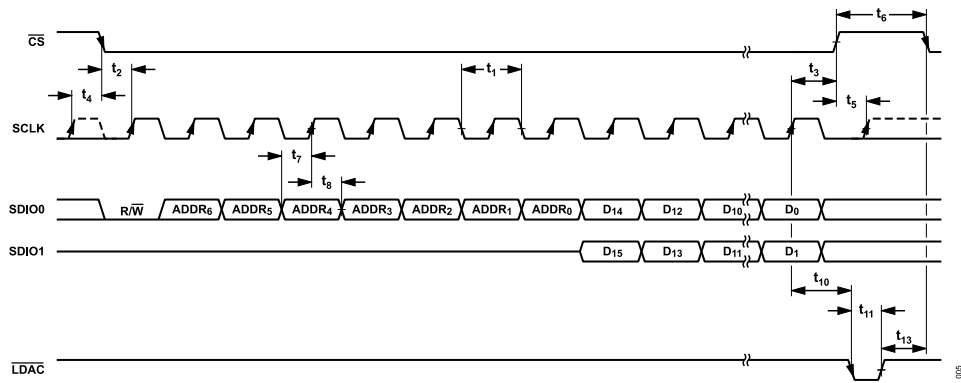 t6
CS
t2
t1
t3
t4
t5
SCLK
t7
t8
SDIO0 R/W ADDR6 ADDR5 ADDR4 ADDR3 ADDR2 ADDR1 ADDR0 D14 D12 D10 D0
SDIO1 D15 D13 D11 D1
t10
t11
t13
LDAC
005